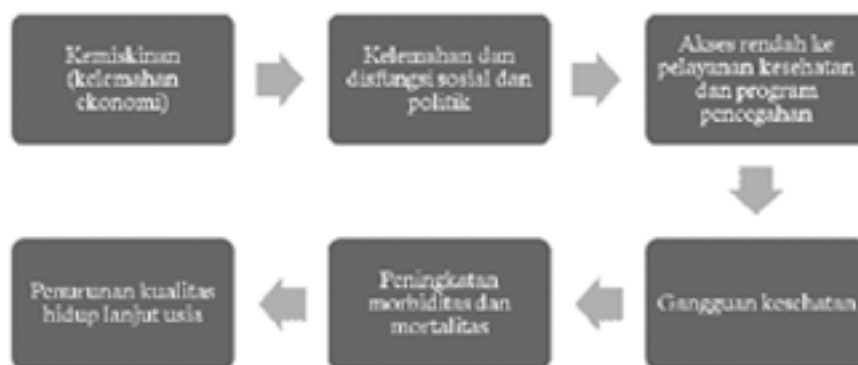 Kemiskinan
(kelemahan
ekonomi)
Kelemahan dan
disfungsi sosial dan
politik
Akses rendah ke
pelayanan kesehatan
dan program
pencegahan
Gangguan kesehatan
Peningkatan
morbiditas dan
mortalitas
Penurunan kualitas
hidup lanjut usia